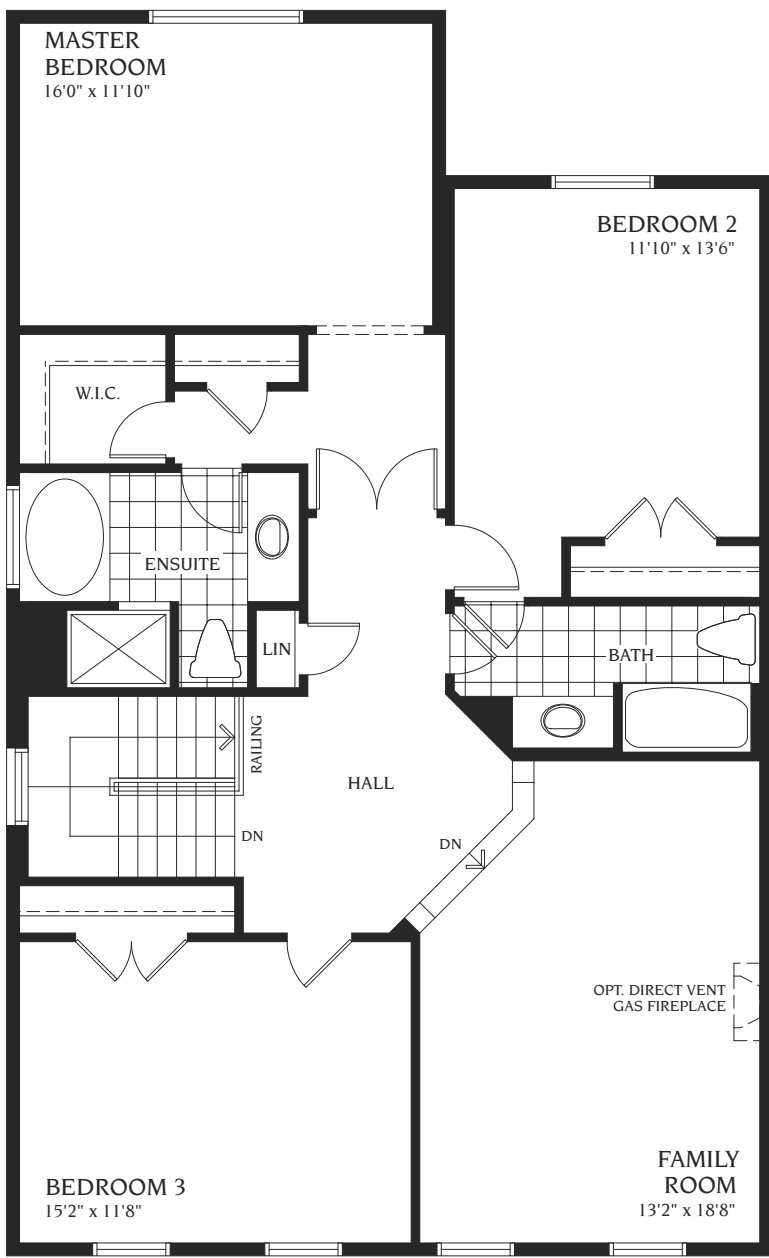 MASTER
BEDROOM
16'0" x 11'10"
BEDROOM 2
11'10" x 13'6"
W.I.C.
ENSUITE
LIN
BATH
RAILING
HALL
DN
DN
OPT. DIRECT VENT
GAS FIREPLACE
BEDROOM 3
15'2" x 11'8"
FAMILY
ROOM
13'2" x 18'8"